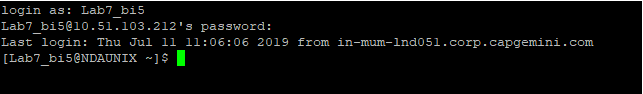 login as: Lab7_bi5
Lab7_bi5@10.51.103.212's password:
Last login: Thu Jul 11 11:06:06 2019 from in-mum-lnd051.corp.capgemini.com
[Lab7_bi5@NDAUNIX ~]$